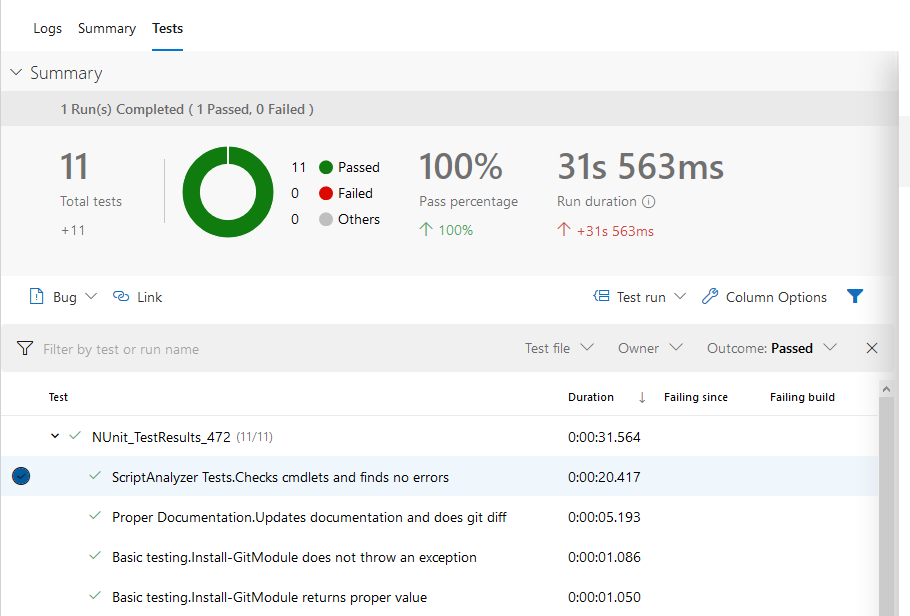 Logs Summary Tests
Summary
1 Run(s) Completed ( 1 Passed, 0 Failed )
11
Total tests
+11
11 Passed
0 Failed
0 Others
100%
Pass percentage
100%
31s 563ms
Run duration
+31s 563ms
Bug Link Test run Column Options
Filter by test or run name Test file Owner Outcome: Passed
Test Duration Failing since Failing build
NUnit_TestResults_472 (11/11) 0:00:31.564
ScriptAnalyzer Tests.Checks cmdlets and finds no errors 0:00:20.417
Proper Documentation.Updates documentation and does git diff 0:00:05.193
Basic testing.Install-GitModule does not throw an exception 0:00:01.086
Basic testing.Install-GitModule returns proper value 0:00:01.050